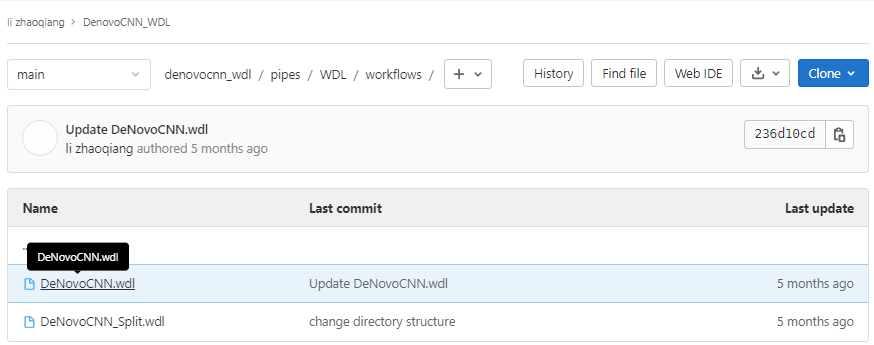 li zhaoqiang > DenovoCNN_WDL
main denovocnn_wdl / pipes / WDL / workflows / + History Find file Web IDE Clone
Update DeNovoCNN.wdl
li zhaoqiang authored 5 months ago
236d10cd
Name Last commit Last update
..
DeNovoCNN.wdl
DeNovoCNN.wdl Update DeNovoCNN.wdl 5 months ago
DeNovoCNN_Split.wdl change directory structure 5 months ago